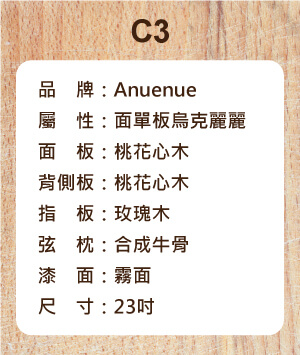 C3
品　牌：Anuenue
屬　性：面單板烏克麗麗
面　板：桃花心木
背側板：桃花心木
指　板：玫瑰木
弦　枕：合成牛骨
漆　面：霧面
尺　寸：23吋